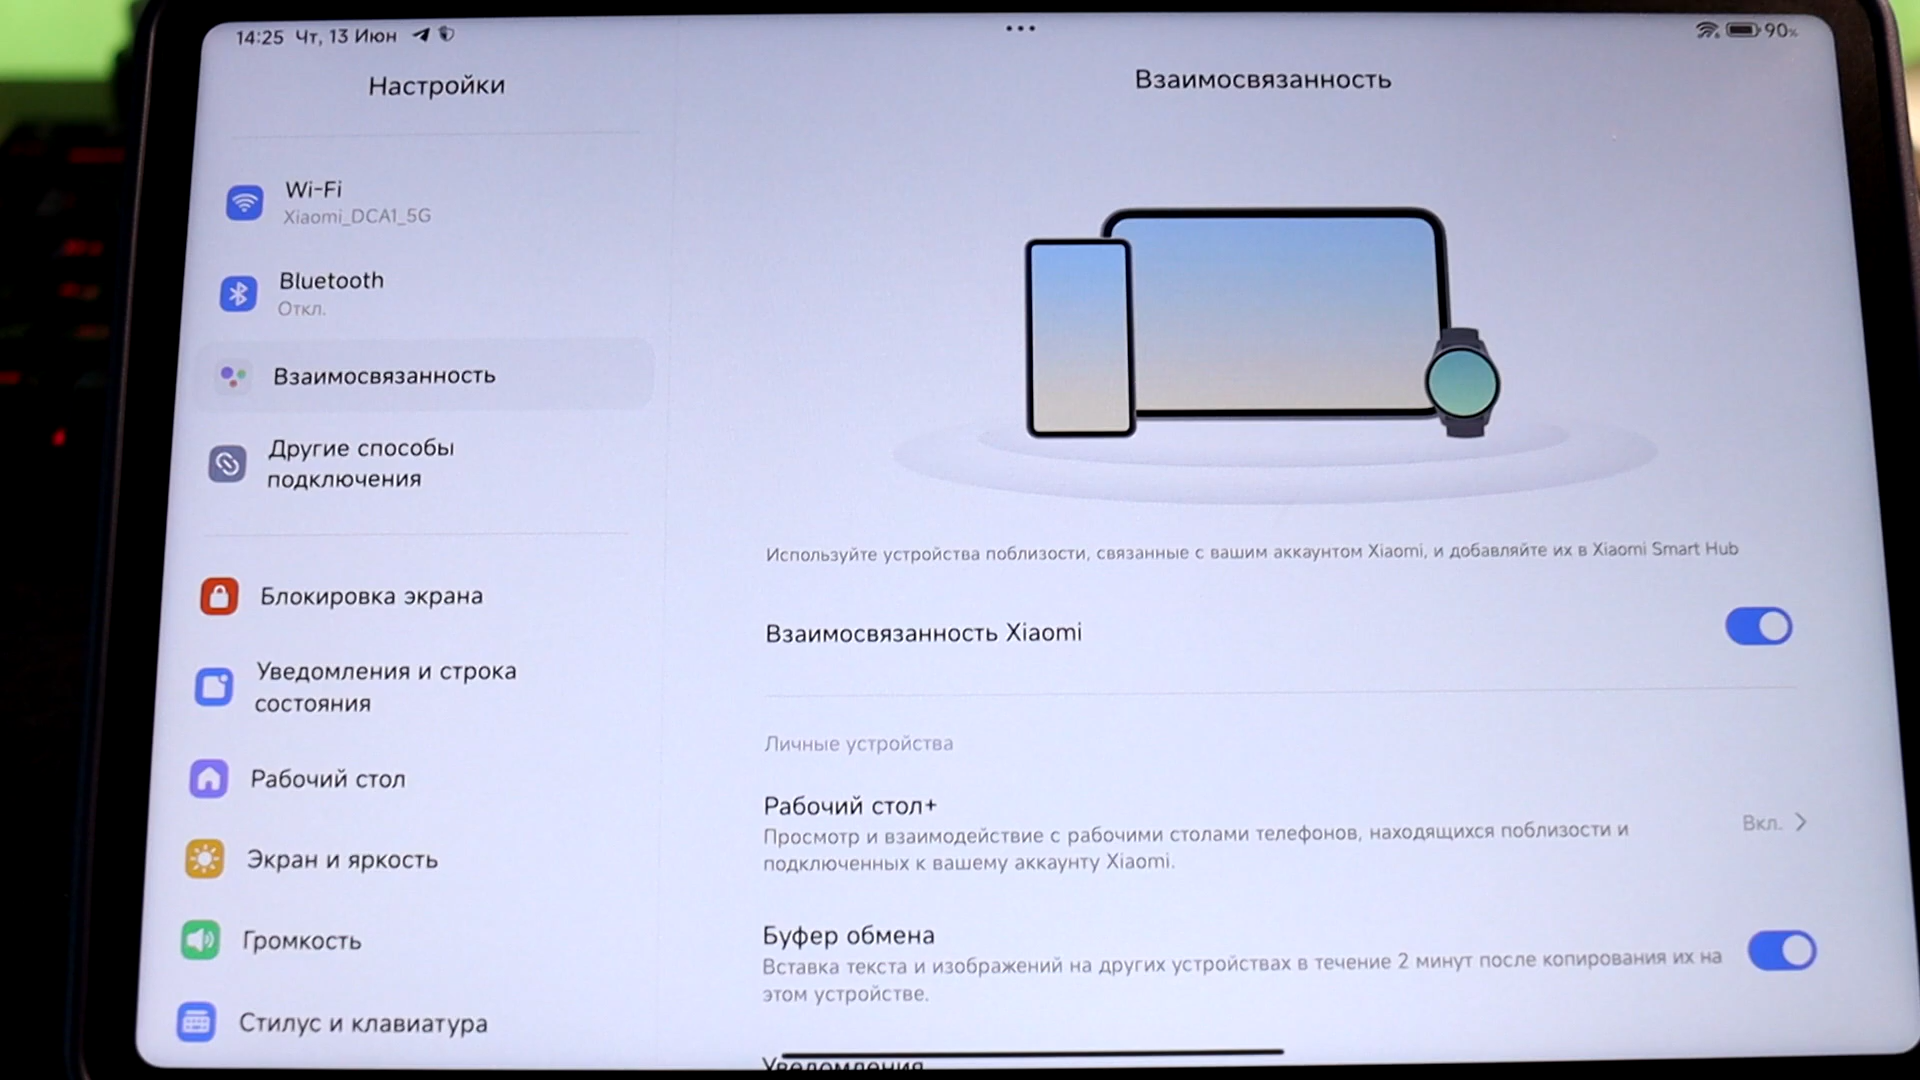 14:25 Чт, 13 Июн
90%
Настройки
Wi-Fi
Xiaomi_DCA1_5G
Bluetooth
Откл.
Взаимосвязанность
Другие способы
подключения
Блокировка экрана
Уведомления и строка
состояния
Рабочий стол
Экран и яркость
Громкость
Стилус и клавиатура
Взаимосвязанность
Используйте устройства поблизости, связанные с вашим аккаунтом Xiaomi, и добавляйте их в Xiaomi Smart Hub
Взаимосвязанность Xiaomi
Личные устройства
Рабочий стол+
Просмотр и взаимодействие с рабочими столами телефонов, находящихся поблизости и
подключенных к вашему аккаунту Xiaomi.
Вкл.
Буфер обмена
Вставка текста и изображений на других устройствах в течение 2 минут после копирования их на
этом устройстве.
Уведомления